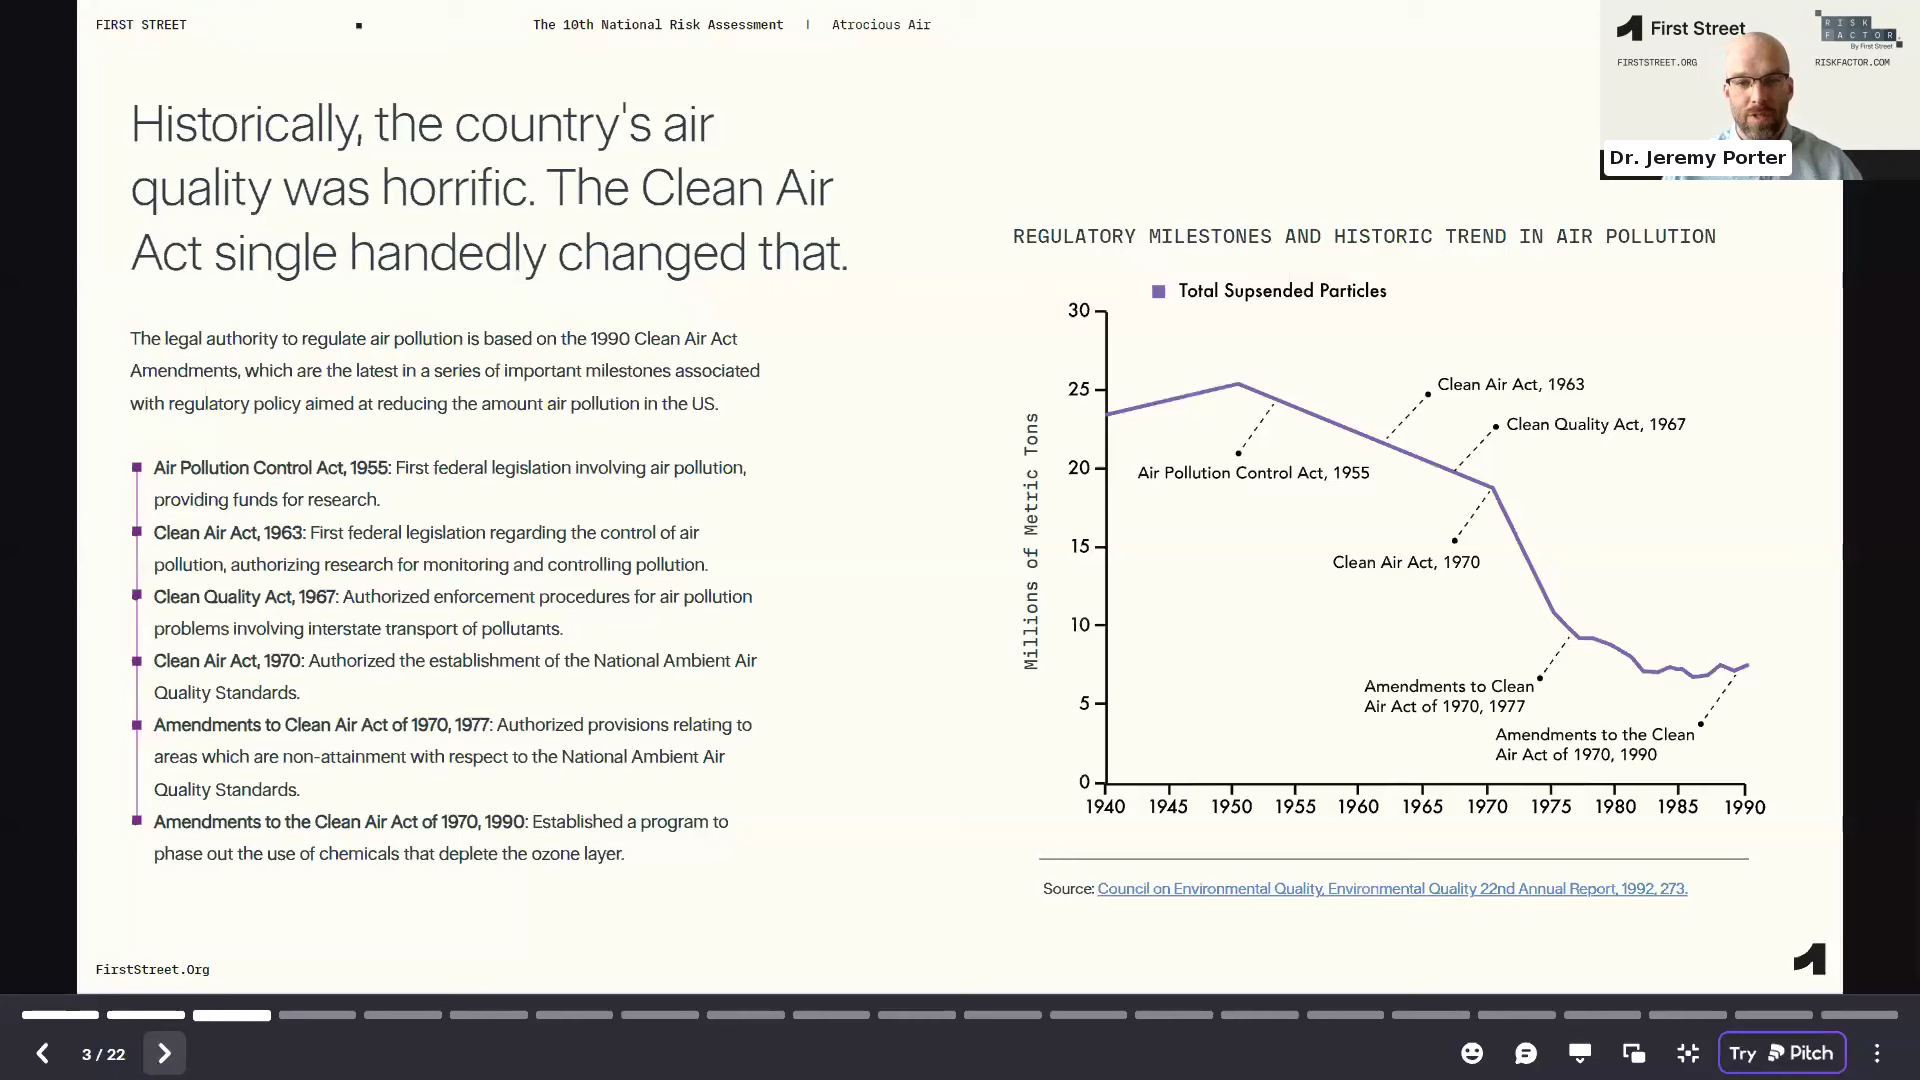 FIRST STREET
The 10th National Risk Assessment | Atrocious Air
First Street
RISK
FACTOR
By First Street
FIRSTSTREET.ORG
RISKFACTOR.COM
Dr. Jeremy Porter
Historically, the country's air
quality was horrific. The Clean Air
Act single handedly changed that.
The legal authority to regulate air pollution is based on the 1990 Clean Air Act
Amendments, which are the latest in a series of important milestones associated
with regulatory policy aimed at reducing the amount air pollution in the US.
Air Pollution Control Act, 1955: First federal legislation involving air pollution,
providing funds for research.
Clean Air Act, 1963: First federal legislation regarding the control of air
pollution, authorizing research for monitoring and controlling pollution.
Clean Quality Act, 1967: Authorized enforcement procedures for air pollution
problems involving interstate transport of pollutants.
Clean Air Act, 1970: Authorized the establishment of the National Ambient Air
Quality Standards.
Amendments to Clean Air Act of 1970, 1977: Authorized provisions relating to
areas which are non-attainment with respect to the National Ambient Air
Quality Standards.
Amendments to the Clean Air Act of 1970, 1990: Established a program to
phase out the use of chemicals that deplete the ozone layer.
REGULATORY MILESTONES AND HISTORIC TREND IN AIR POLLUTION
Total Supsended Particles
Millions of Metric Tons
30
25
20
15
10
5
0
Clean Air Act, 1963
Clean Quality Act, 1967
Air Pollution Control Act, 1955
Clean Air Act, 1970
Amendments to Clean
Air Act of 1970, 1977
Amendments to the Clean
Air Act of 1970, 1990
1940 1945 1950 1955 1960 1965 1970 1975 1980 1985 1990
Source: Council on Environmental Quality, Environmental Quality 22nd Annual Report, 1992, 273.
FirstStreet.Org
3 / 22
Try Pitch